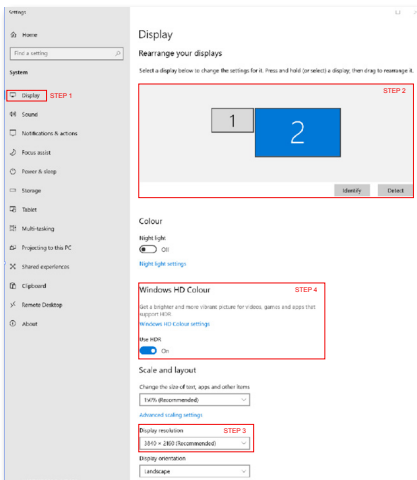 Settings
Home
Find a setting
System
Display STEP 1
Sound
Notifications & actions
Focus assist
Power & sleep
Storage
Tablet
Multi-tasking
Projecting to this PC
Shared experiences
Clipboard
Remote Desktop
About
Display
Rearrange your displays
Select a display below to change the settings for it. Press and hold (or select) a display, then drag to rearrange it.
STEP 2
1 2
Identify Detect
Colour
Night light
Off
Night light settings
Windows HD Colour STEP 4
Get a brighter and more vibrant picture for videos, games and apps that
support HDR.
Windows HD Colour settings
Use HDR
On
Scale and layout
Change the size of text, apps and other items
150% (Recommended)
Advanced scaling settings
Display resolution STEP 3
3840 × 2160 (Recommended)
Display orientation
Landscape